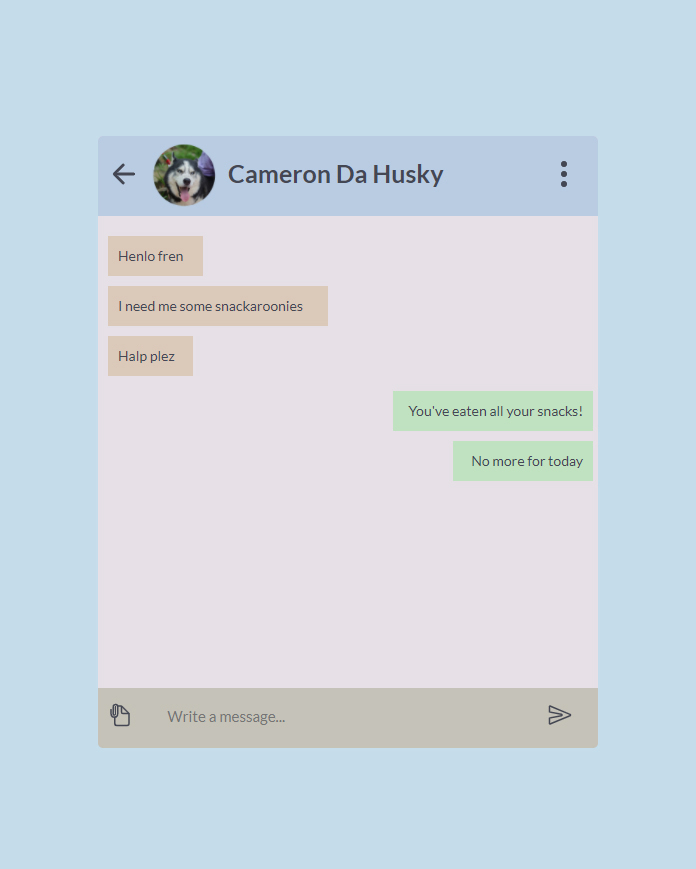 Cameron Da Husky
Henlo fren
I need me some snackaroonies
Halp plez
You've eaten all your snacks!
No more for today
Write a message...